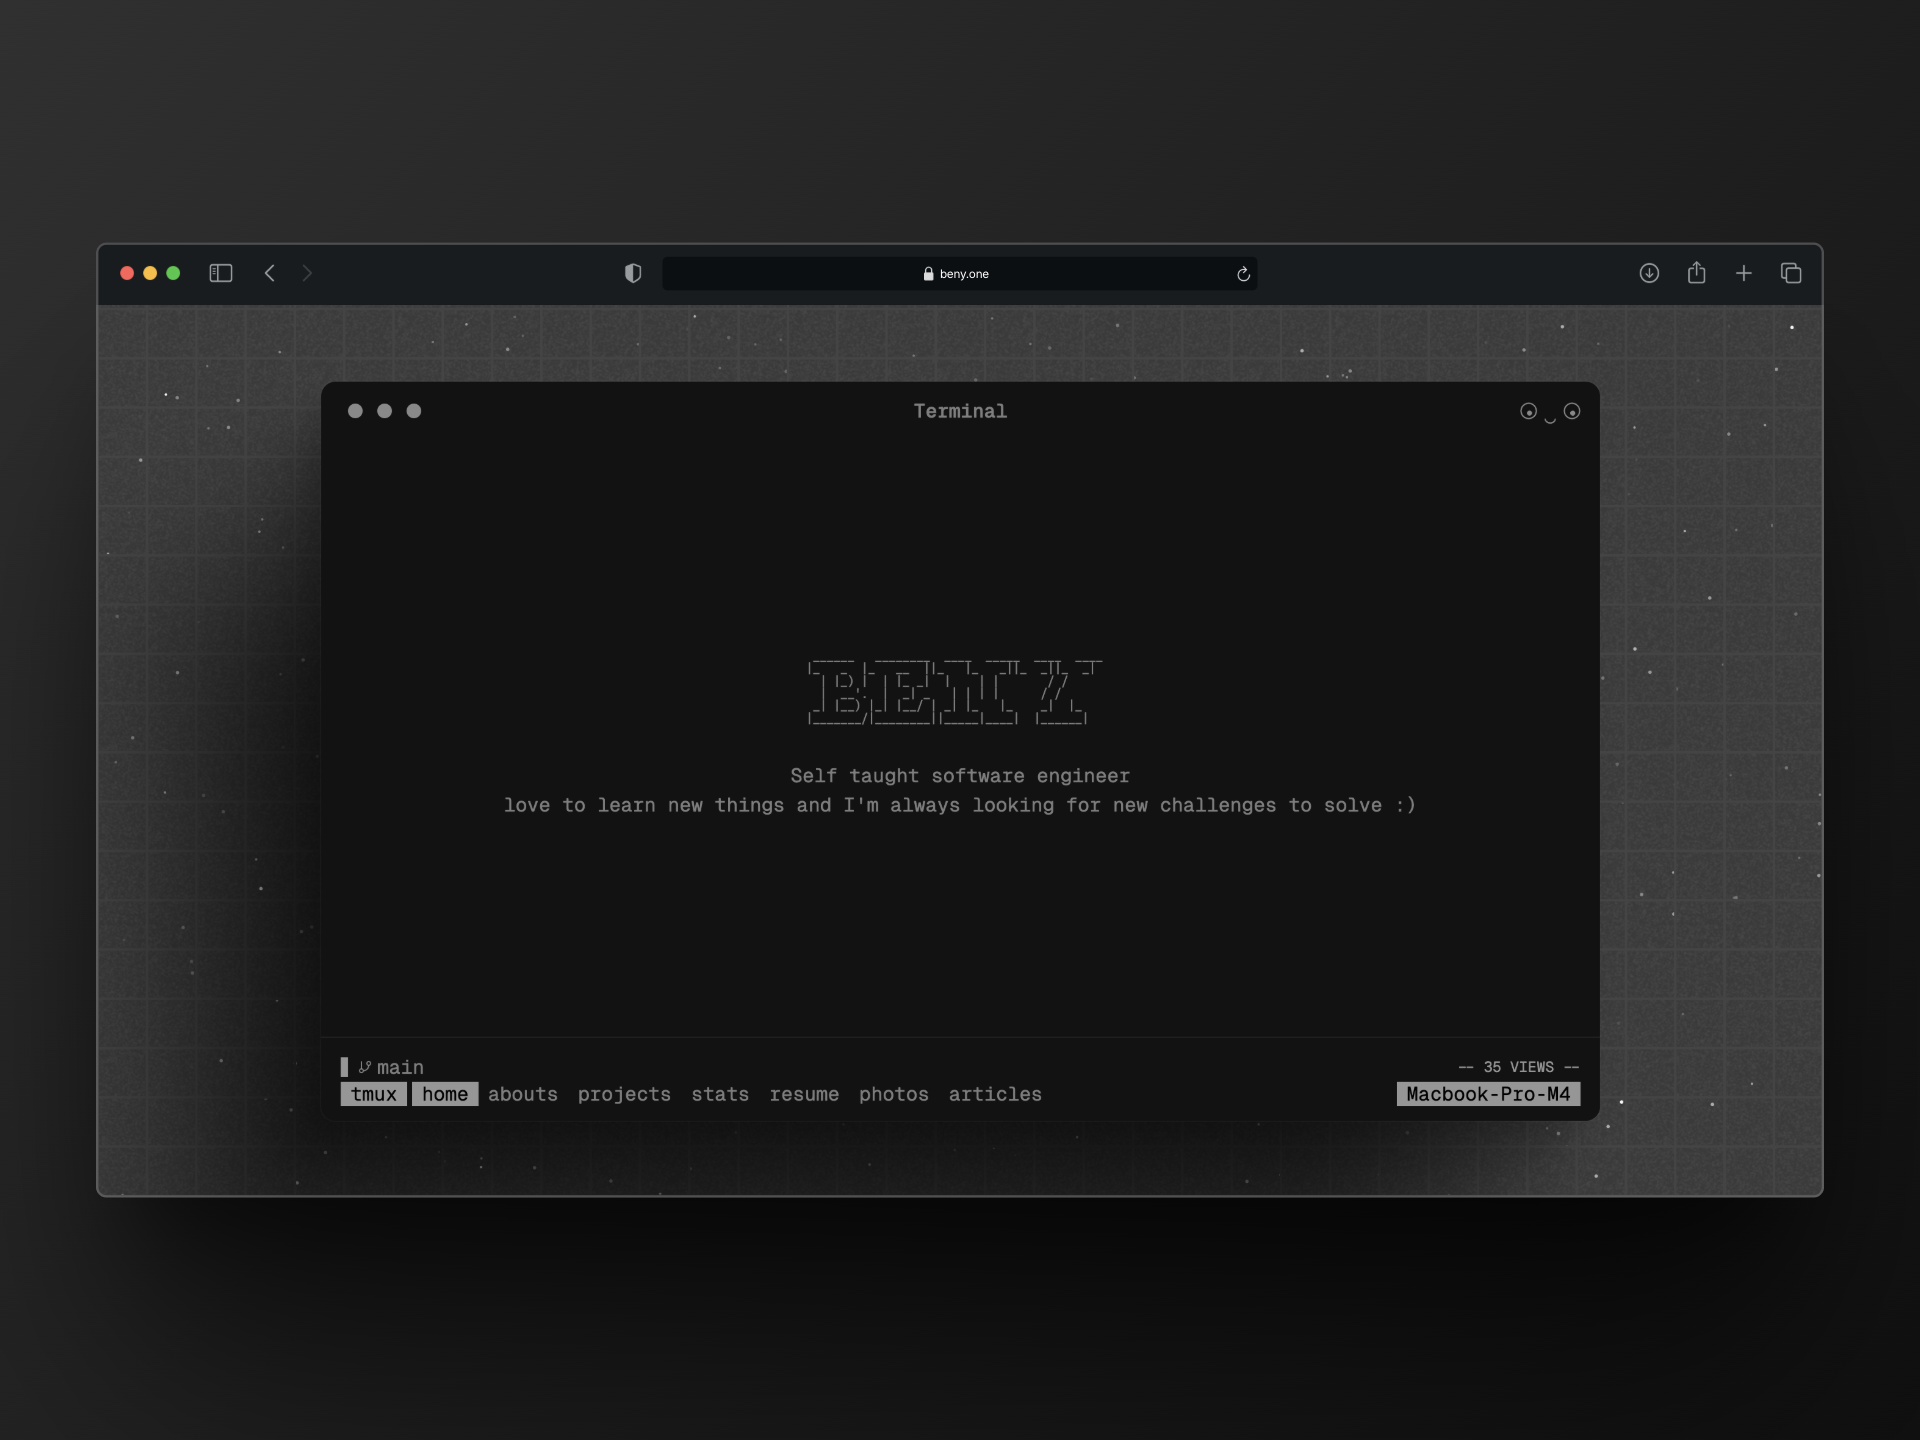 beny.one
Terminal
BENY
Self taught software engineer
love to learn new things and I'm always looking for new challenges to solve :)
main
-- 35 VIEWS --
tmux home abouts projects stats resume photos articles
Macbook-Pro-M4